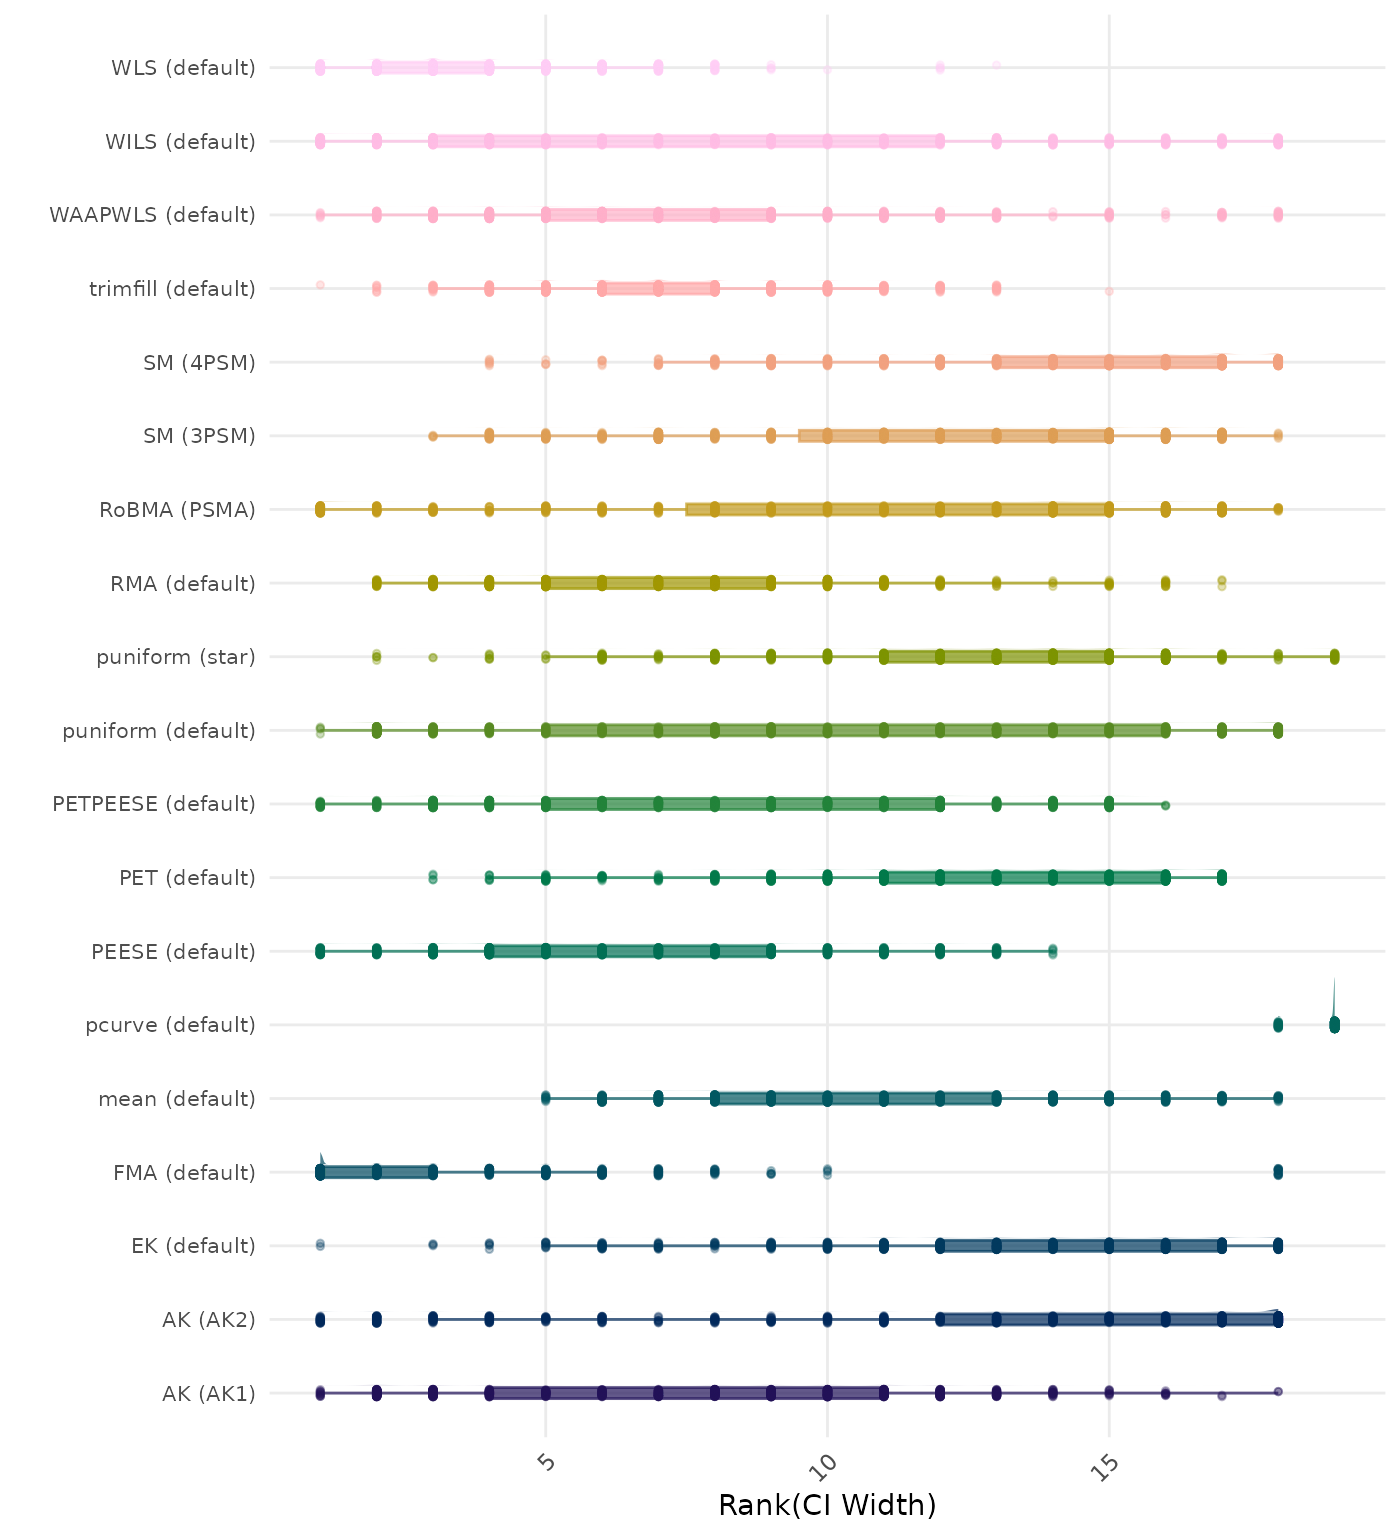 WLS (default)
WILS (default)
WAAPWLS (default)
trimfill (default)
SM (4PSM)
SM (3PSM)
RoBMA (PSMA)
RMA (default)
puniform (star)
puniform (default)
PETPEESE (default)
PET (default)
PEESE (default)
pcurve (default)
mean (default)
FMA (default)
EK (default)
AK (AK2)
AK (AK1)
5 10 15
Rank(CI Width)